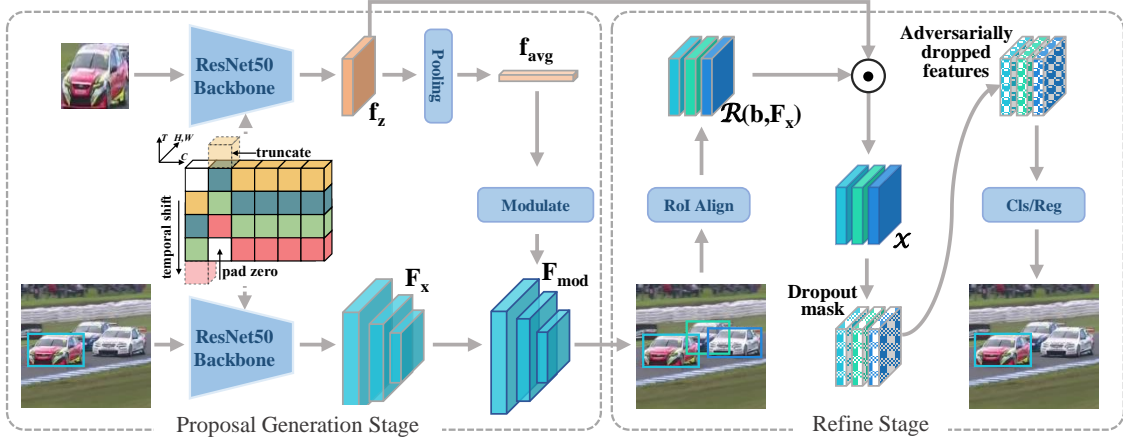 ResNet50
Backbone
f_z
Pooling
f_avg
T
H,W
C
truncate
temporal shift
pad zero
Modulate
ResNet50
Backbone
F_x
F_mod
Proposal Generation Stage
RoI Align
ℛ(b,F_x)
Adversarially
dropped
features
𝓍
Dropout
mask
Cls/Reg
Refine Stage